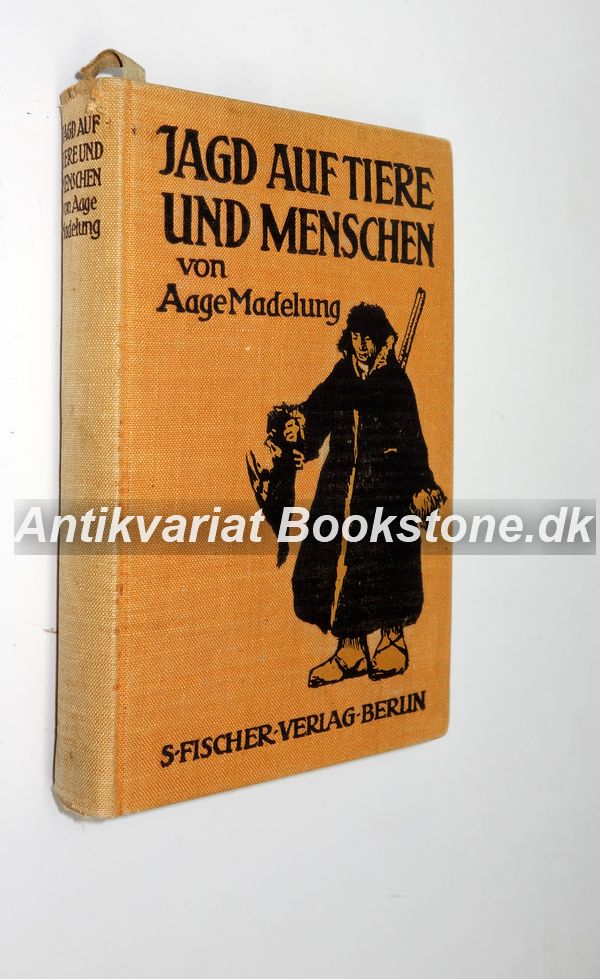 JAGD AUF
TIERE UND
MENSCHEN
von Aage
Madelung
JAGD AUF TIERE
UND MENSCHEN
von
Aage Madelung
Antikvariat Bookstone.dk
S·FISCHER·VERLAG·BERLIN